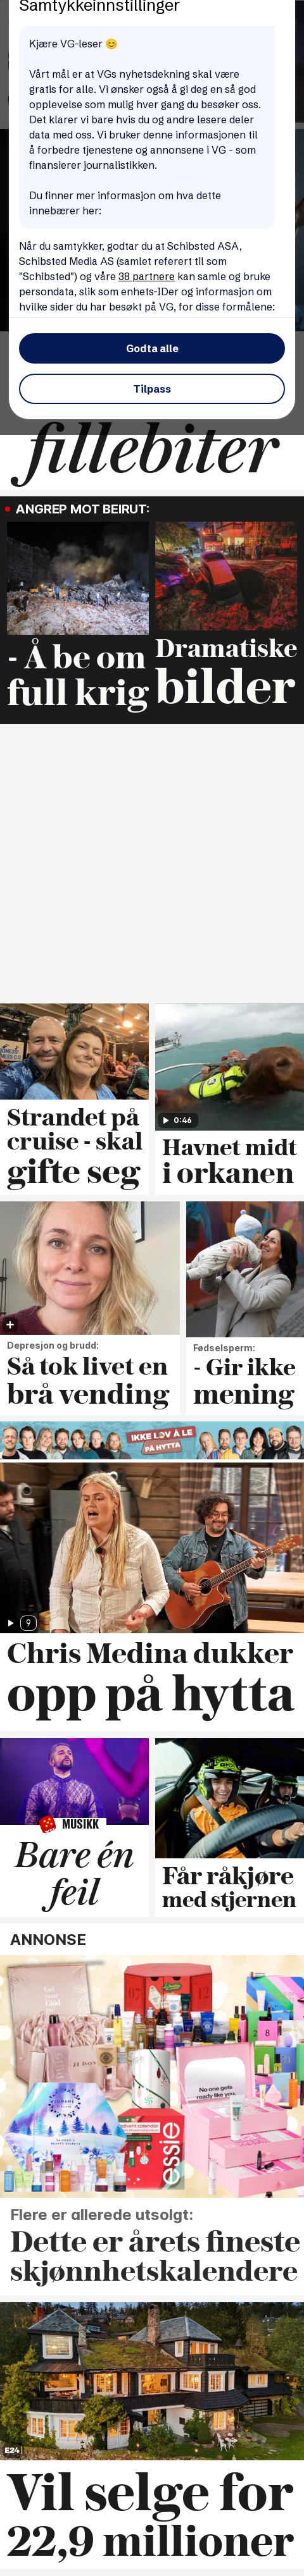 Samtykkeinnstillinger
Kjære VG-leser 😊
Vårt mål er at VGs nyhetsdekning skal være
gratis for alle. Vi ønsker også å gi deg en så god
opplevelse som mulig hver gang du besøker oss.
Det klarer vi bare hvis du og andre lesere deler
data med oss. Vi bruker denne informasjonen til
å forbedre tjenestene og annonsene i VG - som
finansierer journalistikken.
Du finner mer informasjon om hva dette
innebærer her:
Når du samtykker, godtar du at Schibsted ASA,
Schibsted Media AS (samlet referert til som
"Schibsted") og våre 38 partnere kan samle og bruke
persondata, slik som enhets-IDer og informasjon om
hvilke sider du har besøkt på VG, for disse formålene:
Godta alle
Tilpass
fillebiter
ANGREP MOT BEIRUT:
- Å be om
full krig
Dramatiske
bilder
0:46
Strandet på
cruise - skal
gifte seg
Havnet midt
i orkanen
Depresjon og brudd:
Så tok livet en
brå vending
Fødselsperm:
- Gir ikke
mening
IKKE LOV Å LE
PÅ HYTTA
9
Chris Medina dukker
opp på hytta
MUSIKK
Bare én
feil
Får råkjøre
med stjernen
ANNONSE
No one gets
ready like you.
essie
Flere er allerede utsolgt:
Dette er årets fineste
skjønnhetskalendere
E24
Vil selge for
22,9 millioner